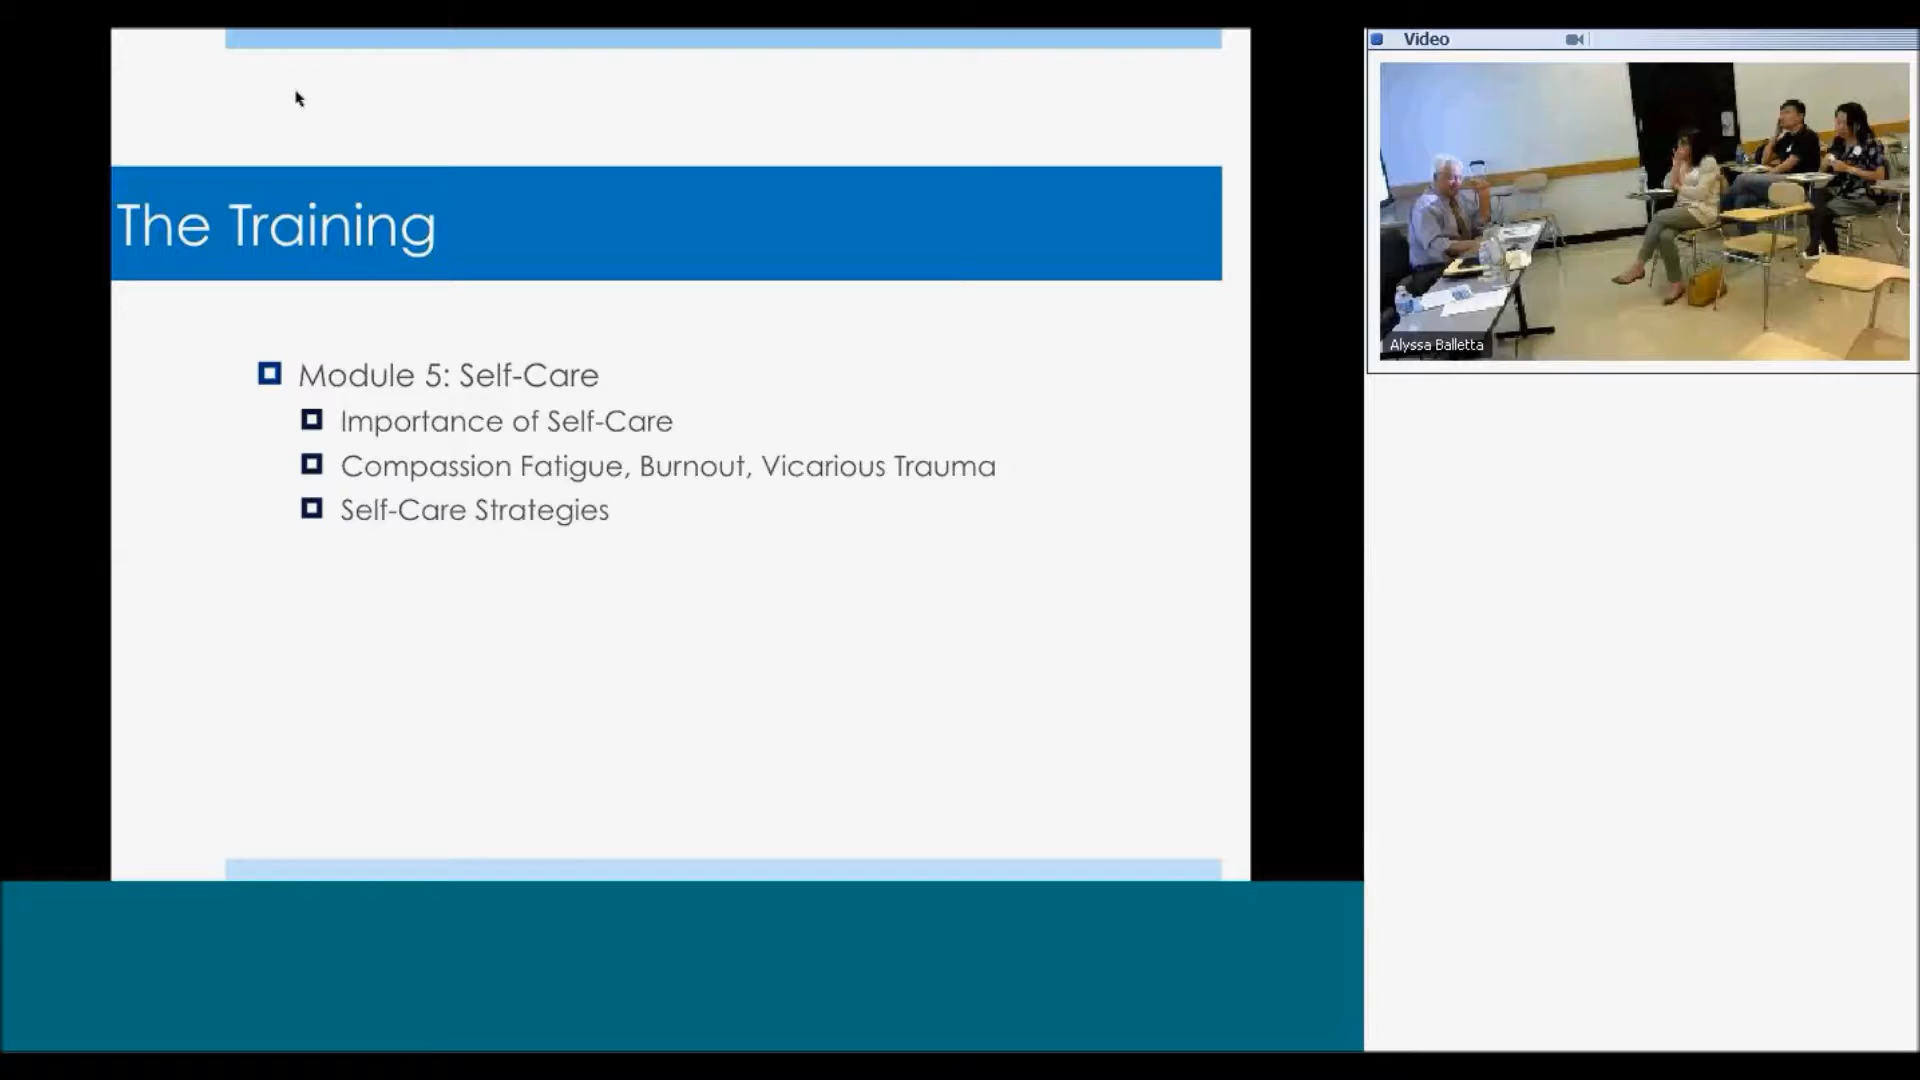 The Training
Module 5: Self-Care
Importance of Self-Care
Compassion Fatigue, Burnout, Vicarious Trauma
Self-Care Strategies
Video
Alyssa Balletta